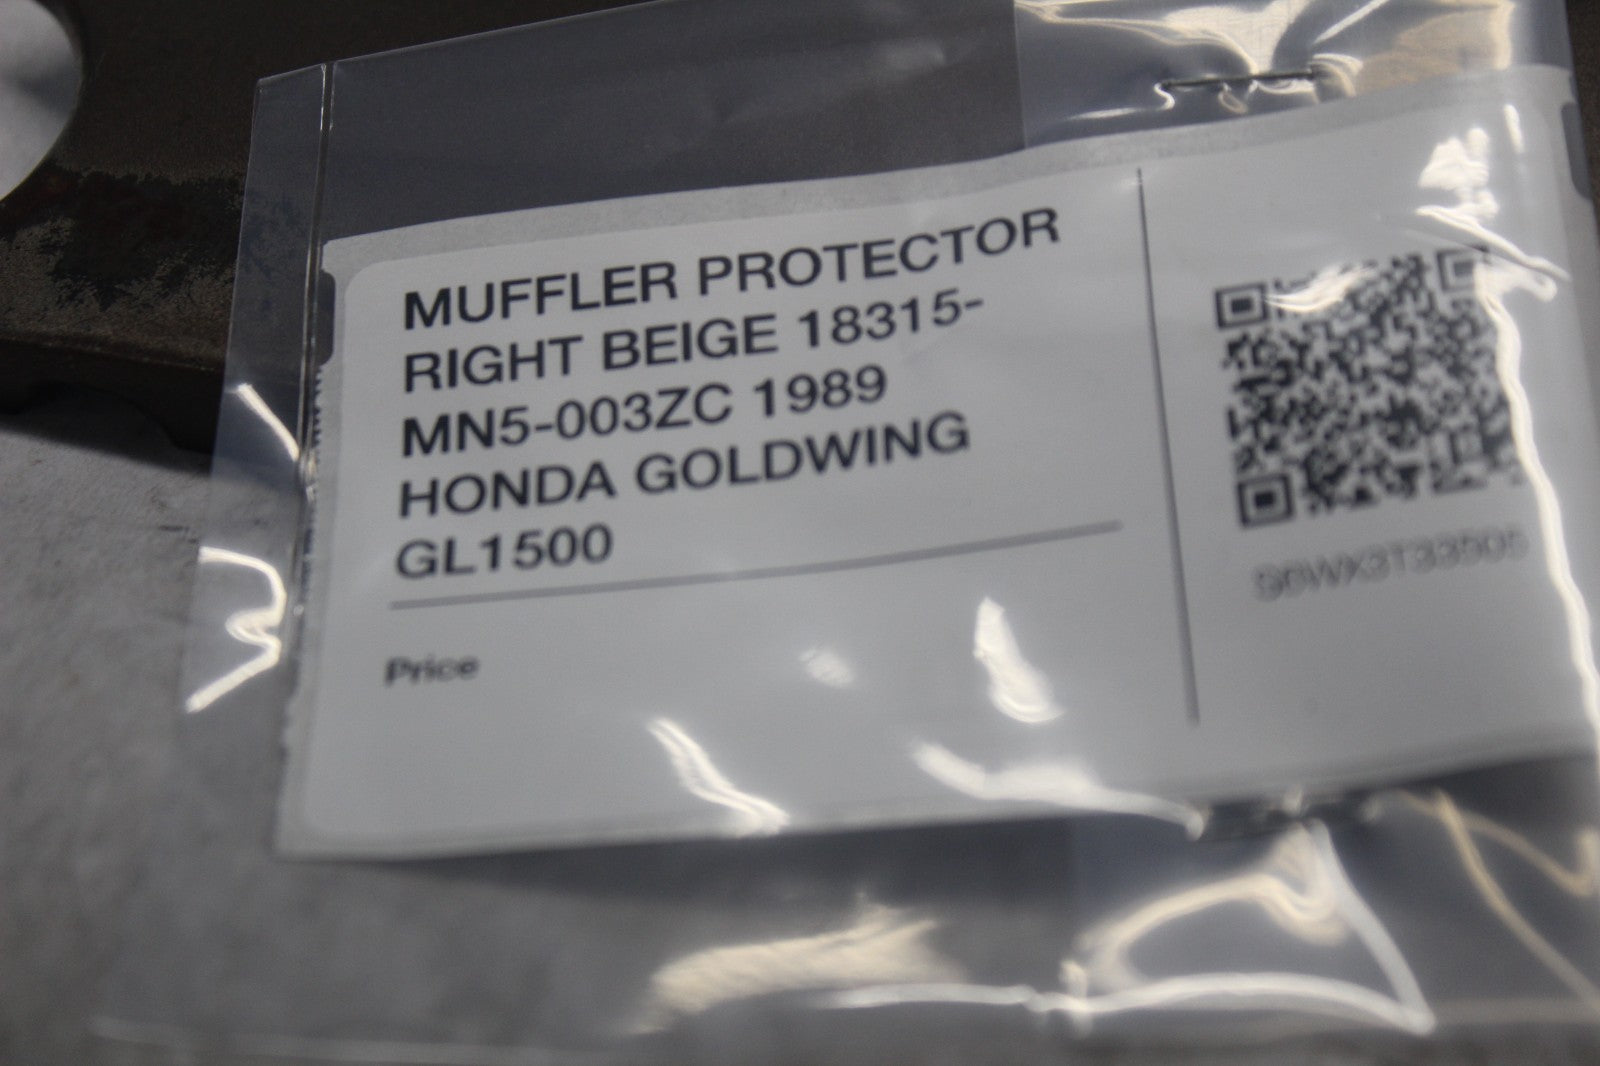 MUFFLER PROTECTOR
RIGHT BEIGE 18315-
MN5-003ZC 1989
HONDA GOLDWING
GL1500
Price